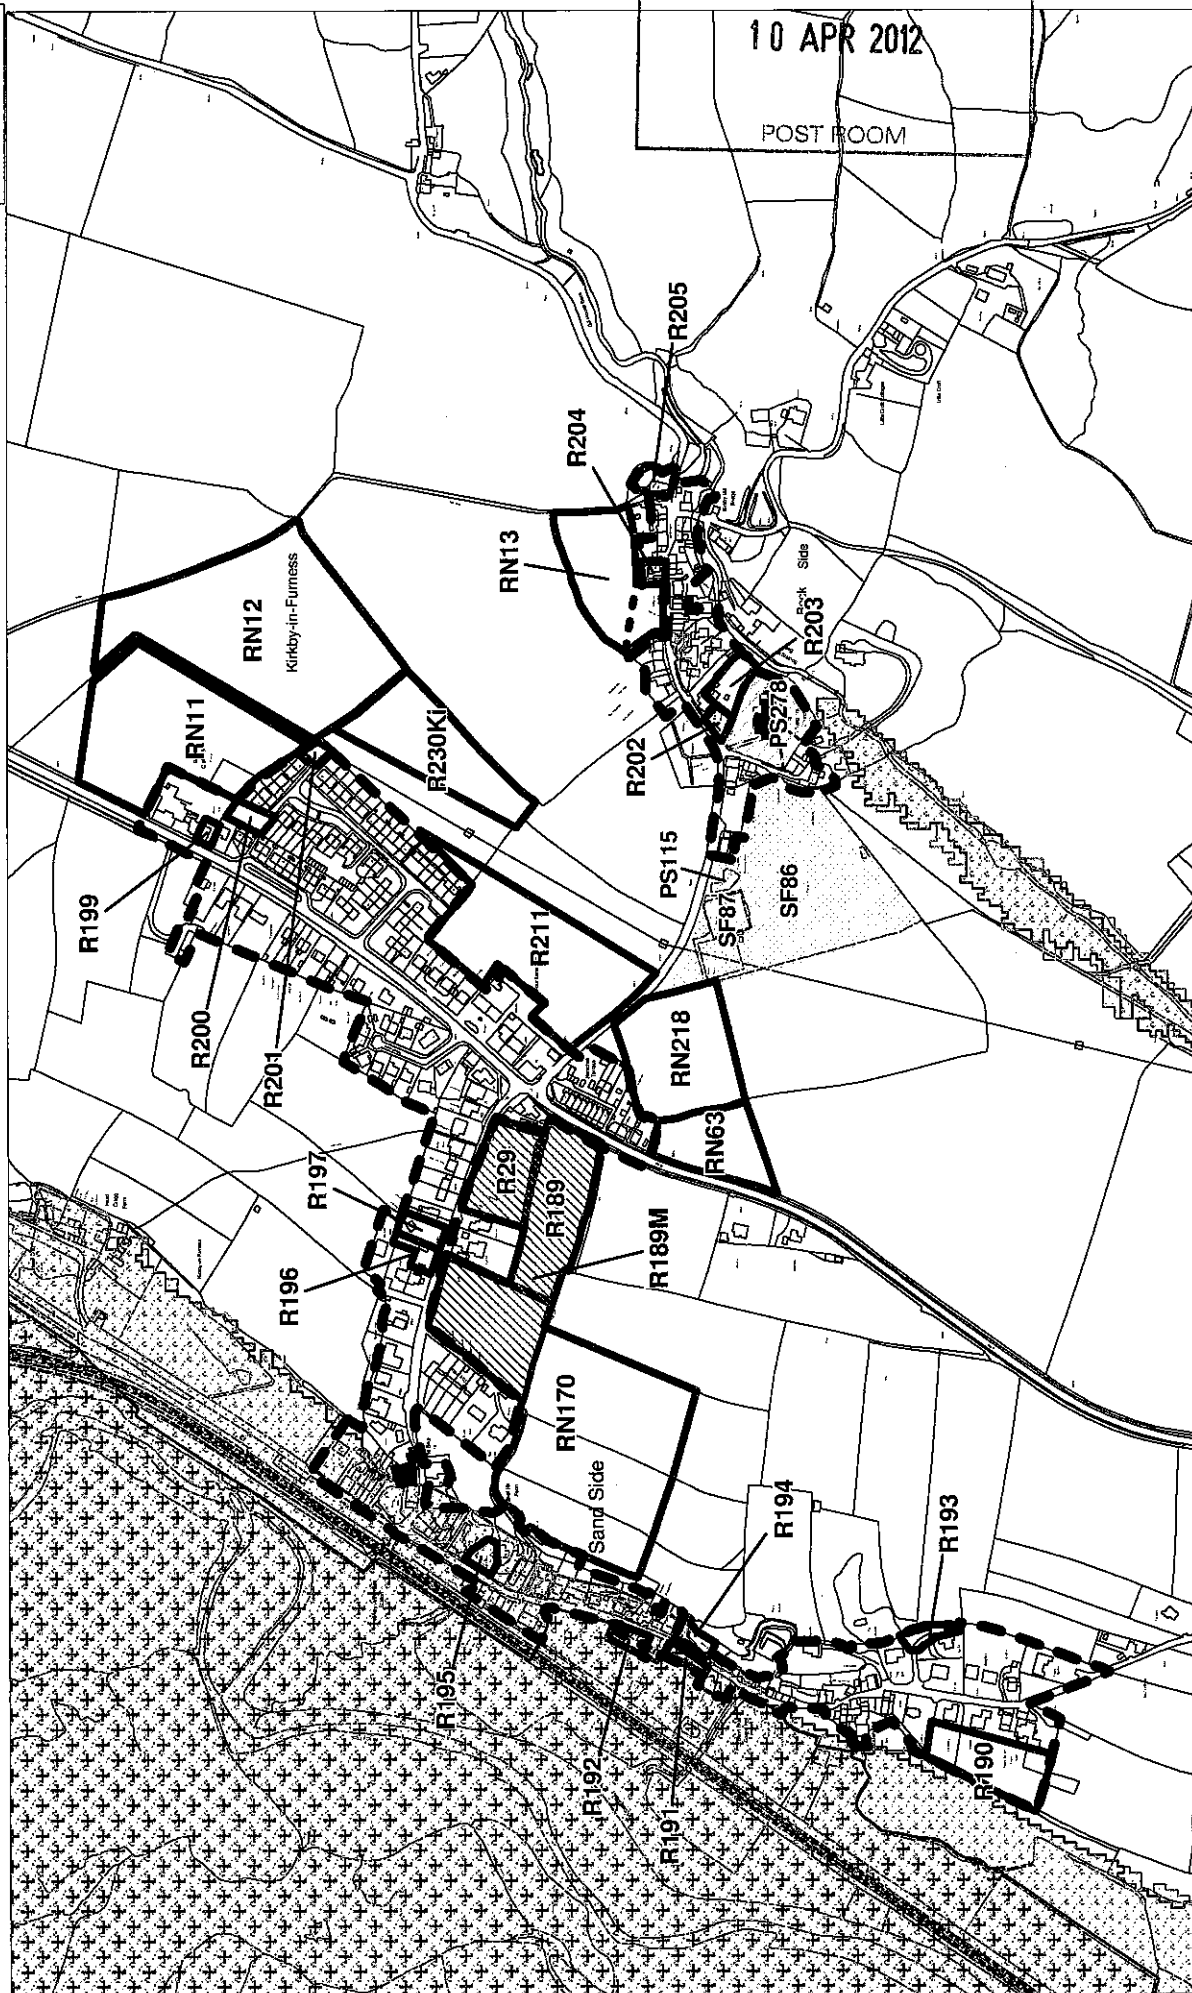 10 APR 2012
POST ROOM
R205
R204
RN13
RN12
Kirkby-in-Furness
RN11
R230Ki
R203
Side
PS278
R202
R199
PS115
SF87
SF86
R211
R200
R201
RN218
RN63
R197
R29
R189
R189M
R196
RN170
Sand Side
R194
R193
R195
R192
R191
R190